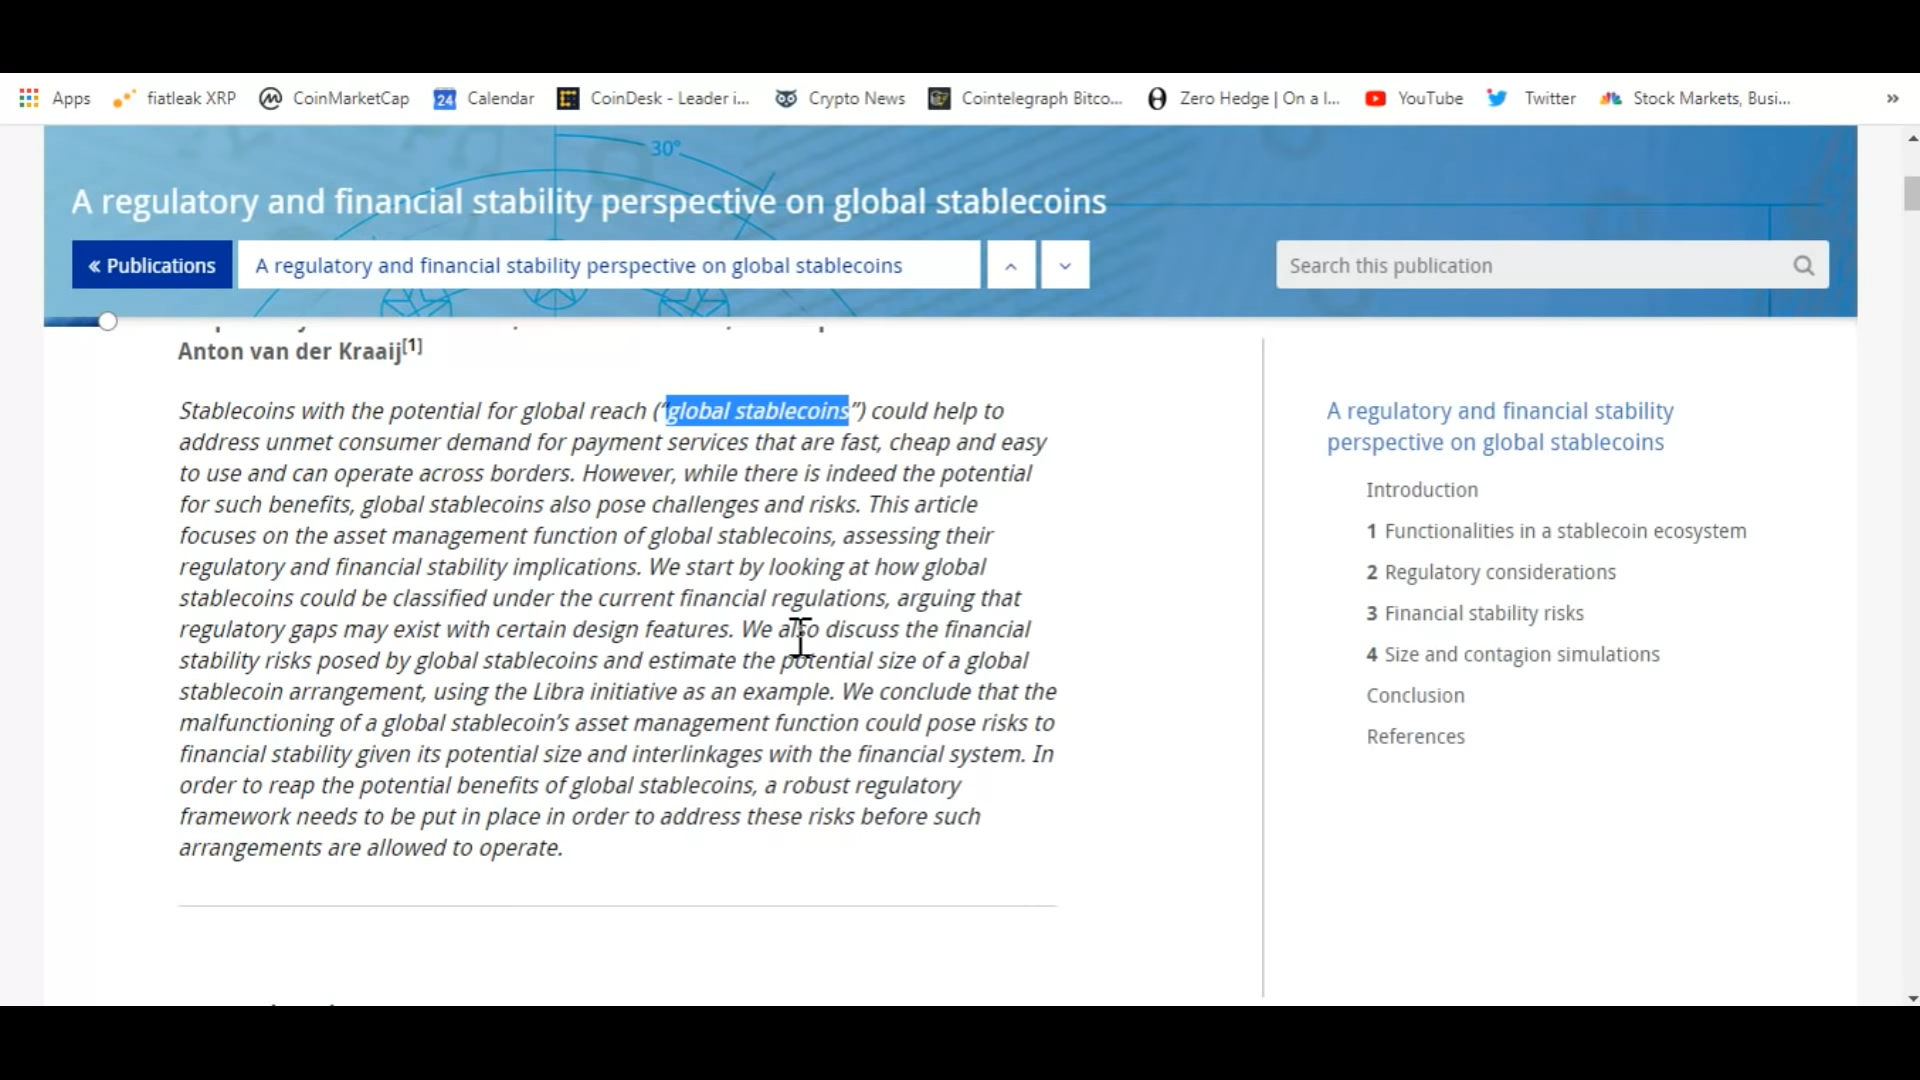 Apps fiatleak XRP CoinMarketCap 24 Calendar CoinDesk - Leader i... Crypto News Cointelegraph Bitco... Zero Hedge | On a l... YouTube Twitter Stock Markets, Busi... »
30°
A regulatory and financial stability perspective on global stablecoins
« Publications A regulatory and financial stability perspective on global stablecoins Search this publication
Anton van der Kraaij[1]
Stablecoins with the potential for global reach (“global stablecoins”) could help to
address unmet consumer demand for payment services that are fast, cheap and easy
to use and can operate across borders. However, while there is indeed the potential
for such benefits, global stablecoins also pose challenges and risks. This article
focuses on the asset management function of global stablecoins, assessing their
regulatory and financial stability implications. We start by looking at how global
stablecoins could be classified under the current financial regulations, arguing that
regulatory gaps may exist with certain design features. We also discuss the financial
stability risks posed by global stablecoins and estimate the potential size of a global
stablecoin arrangement, using the Libra initiative as an example. We conclude that the
malfunctioning of a global stablecoin’s asset management function could pose risks to
financial stability given its potential size and interlinkages with the financial system. In
order to reap the potential benefits of global stablecoins, a robust regulatory
framework needs to be put in place in order to address these risks before such
arrangements are allowed to operate.
A regulatory and financial stability
perspective on global stablecoins
Introduction
1 Functionalities in a stablecoin ecosystem
2 Regulatory considerations
3 Financial stability risks
4 Size and contagion simulations
Conclusion
References